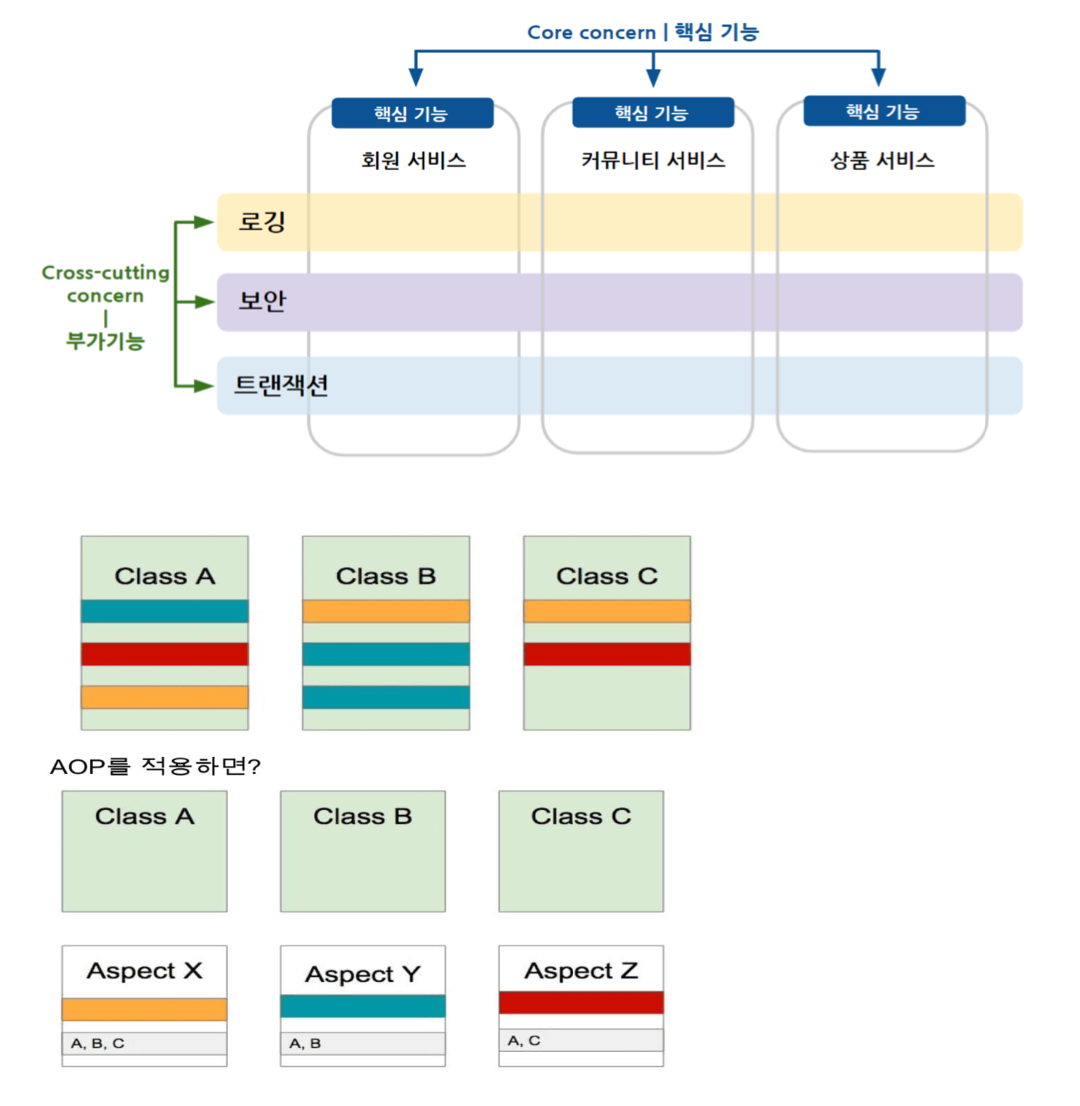 Core concern | 핵심 기능
핵심 기능
핵심 기능
핵심 기능
회원 서비스
커뮤니티 서비스
상품 서비스
로깅
Cross-cutting
concern
|
부가기능
보안
트랜잭션
Class A
Class B
Class C
AOP를 적용하면?
Class A
Class B
Class C
Aspect X
Aspect Y
Aspect Z
A, B, C
A, B
A, C